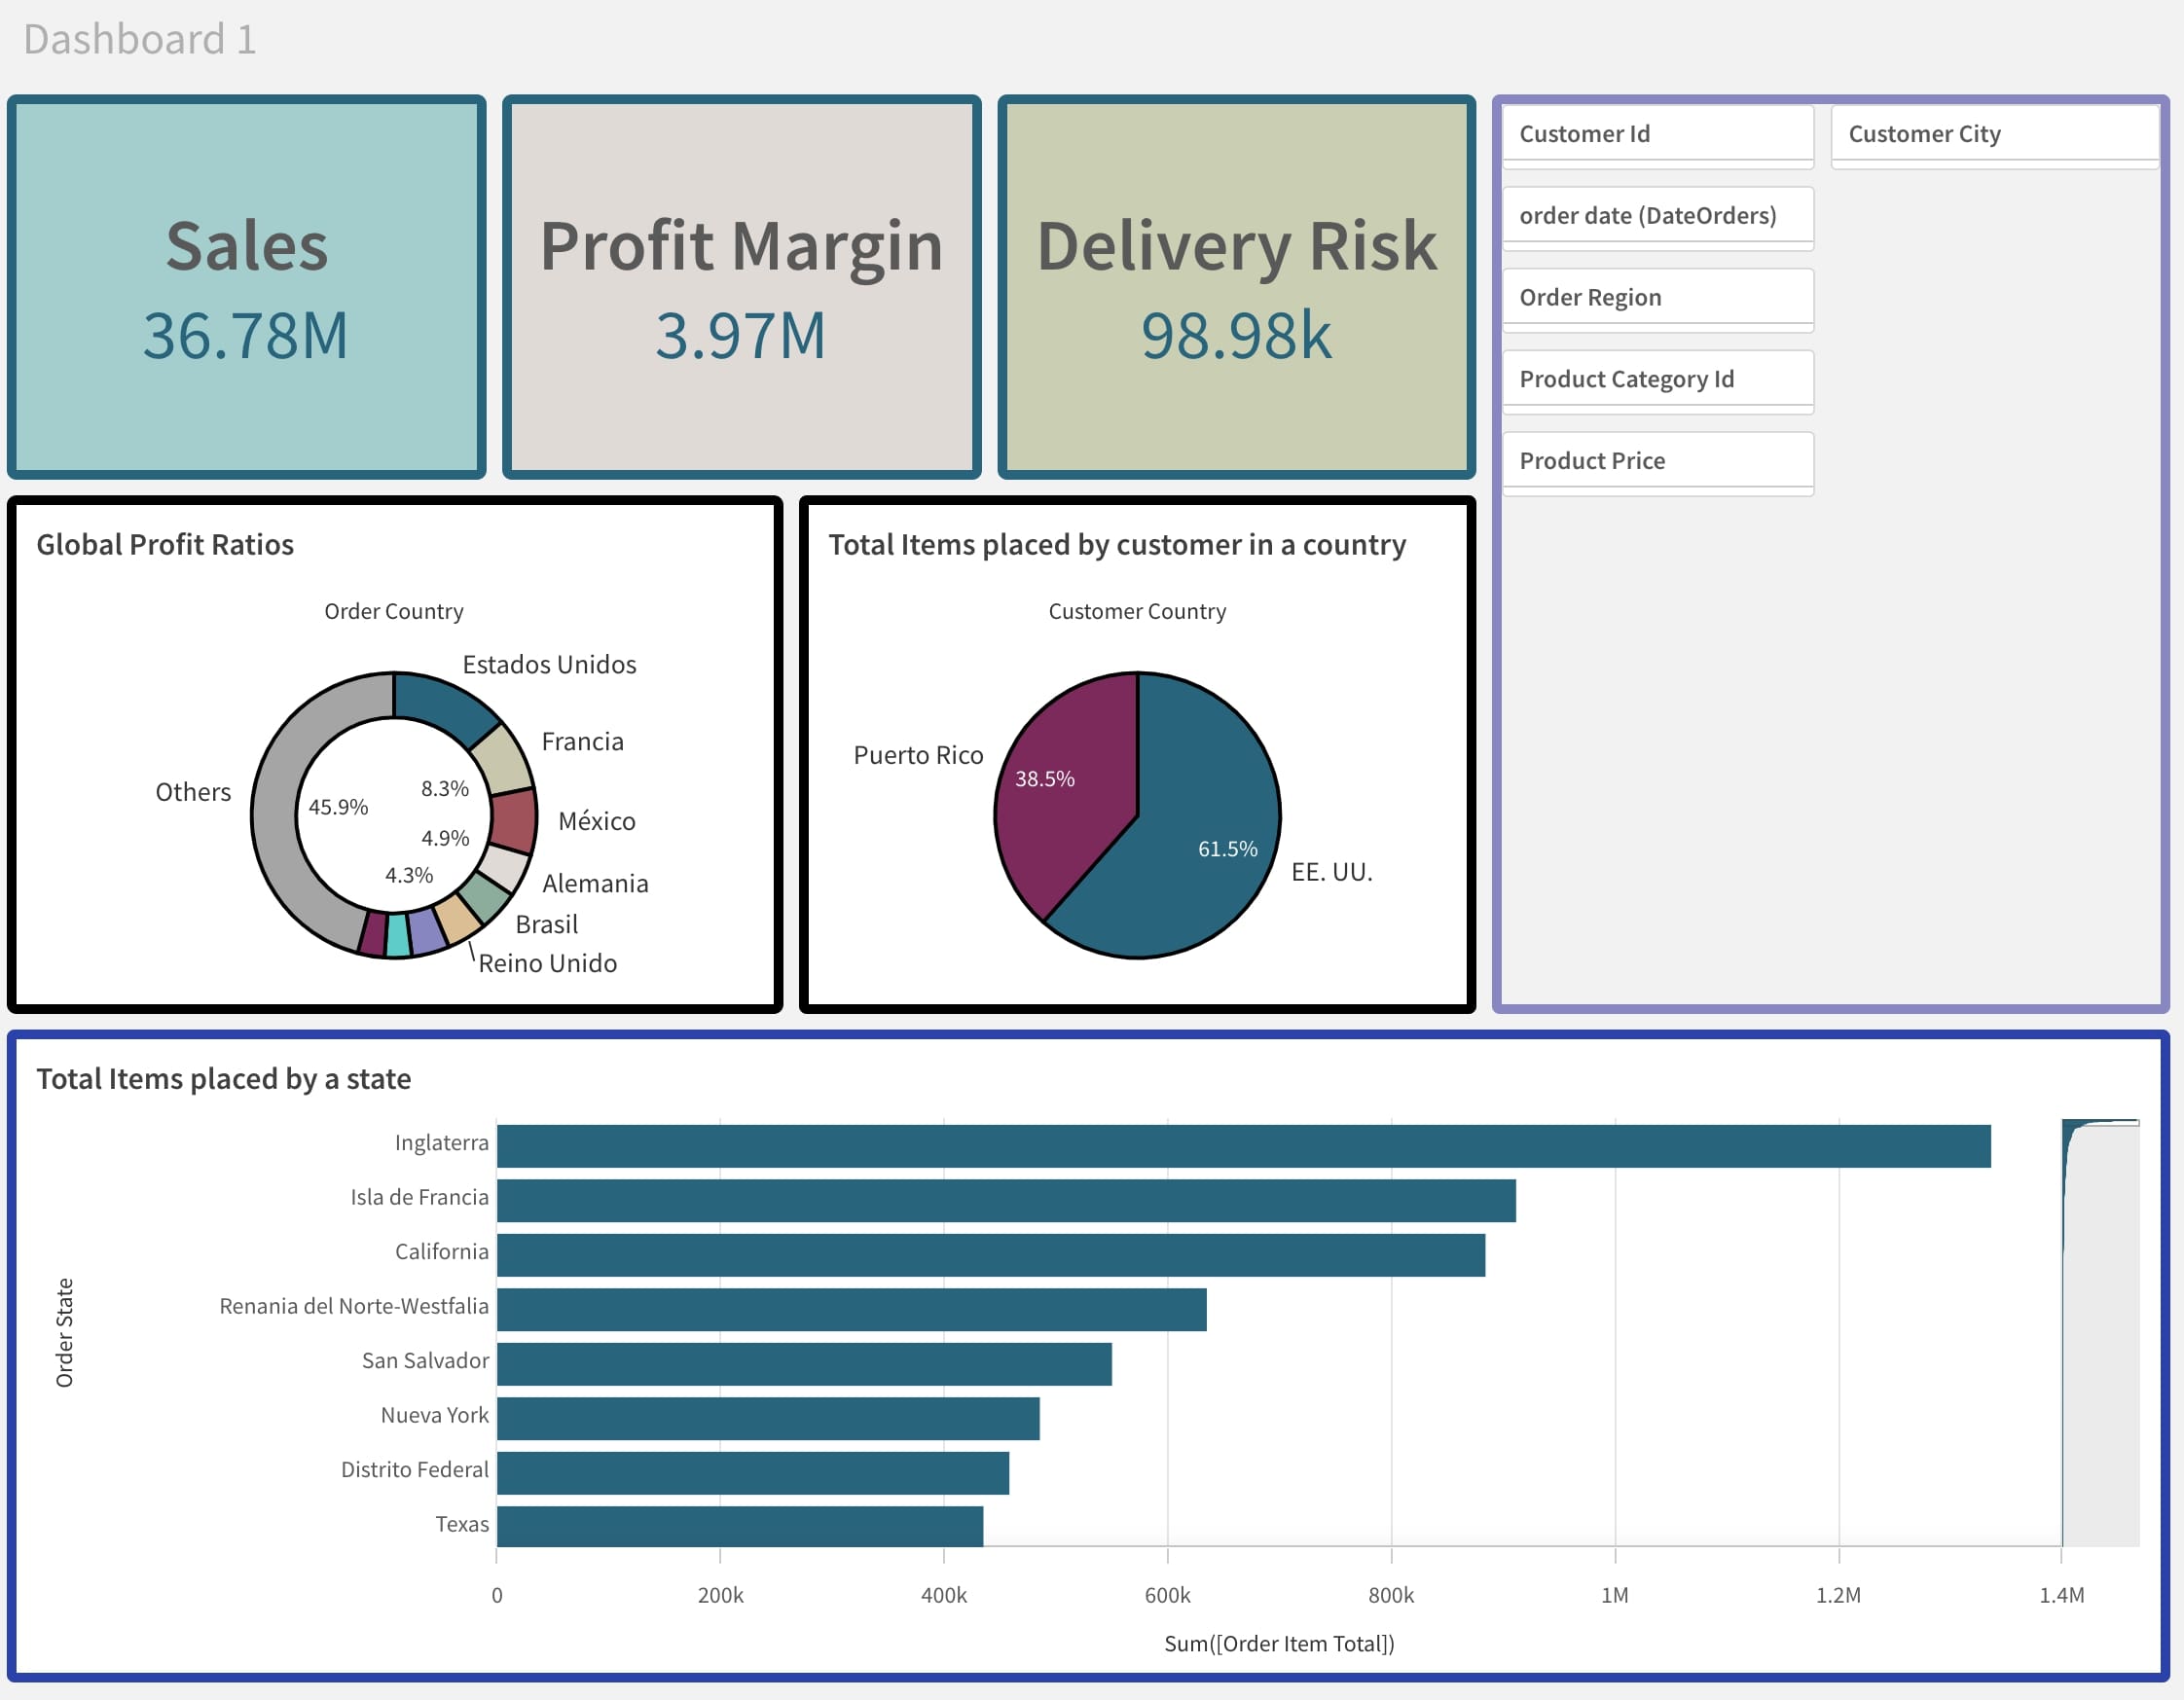 Dashboard 1
Sales
36.78M
Profit Margin
3.97M
Delivery Risk
98.98k
Customer Id
Customer City
order date (DateOrders)
Order Region
Product Category Id
Product Price
Global Profit Ratios
Order Country
Estados Unidos
Francia
México
Alemania
Brasil
Reino Unido
Others
45.9%
8.3%
4.9%
4.3%
Total Items placed by customer in a country
Customer Country
Puerto Rico
38.5%
61.5%
EE. UU.
Total Items placed by a state
Order State
Inglaterra
Isla de Francia
California
Renania del Norte-Westfalia
San Salvador
Nueva York
Distrito Federal
Texas
0 200k 400k 600k 800k 1M 1.2M 1.4M
Sum([Order Item Total])